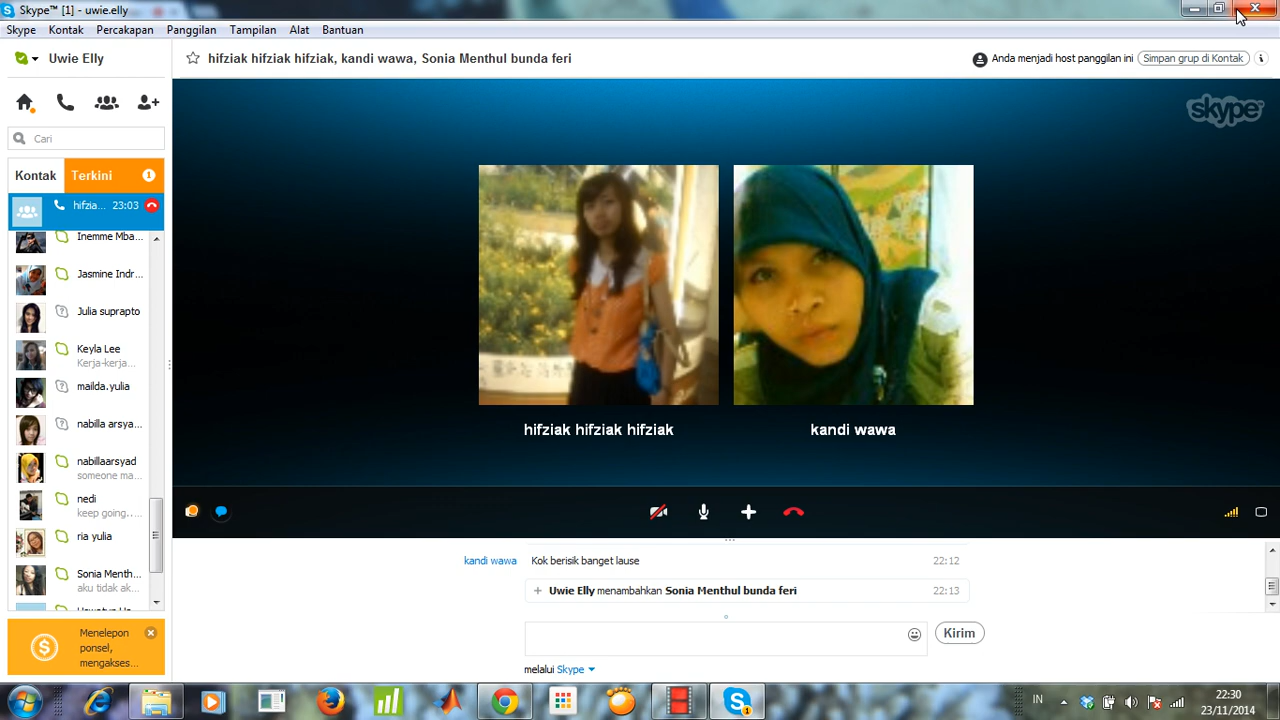 Skype™ [1] - uwie.elly
Skype Kontak Percakapan Panggilan Tampilan Alat Bantuan
Uwie Elly
Cari
Kontak Terkini 1
hifzia... 23:03
Inemme Mba...
Jasmine Indr...
Julia suprapto
Keyla Lee
Kerja-kerja...
mailda.yulia
nabilla arsya...
nabillaarsyad
someone ma...
nedi
keep going...
ria yulia
Sonia Menth...
aku tidak ak...
Menelepon
ponsel,
mengakses...
hifziak hifziak hifziak, kandi wawa, Sonia Menthul bunda feri
Anda menjadi host panggilan ini Simpan grup di Kontak
skype
hifziak hifziak hifziak kandi wawa
kandi wawa Kok berisik banget lause 22:12
Uwie Elly menambahkan Sonia Menthul bunda feri 22:13
Kirim
melalui Skype
IN 22:30
23/11/2014